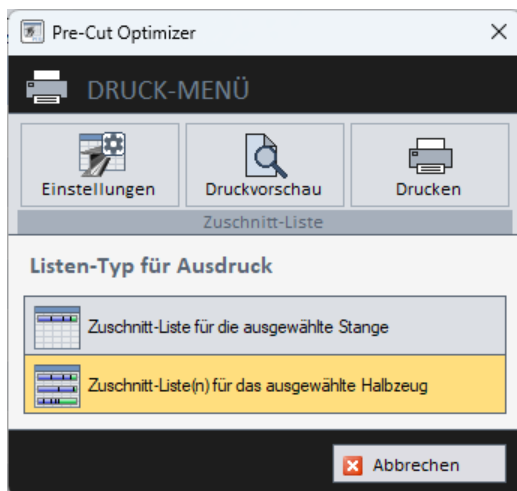 Pre-Cut Optimizer
DRUCK-MENÜ
Einstellungen
Druckvorschau
Drucken
Zuschnitt-Liste
Listen-Typ für Ausdruck
Zuschnitt-Liste für die ausgewählte Stange
Zuschnitt-Liste(n) für das ausgewählte Halbzeug
Abbrechen